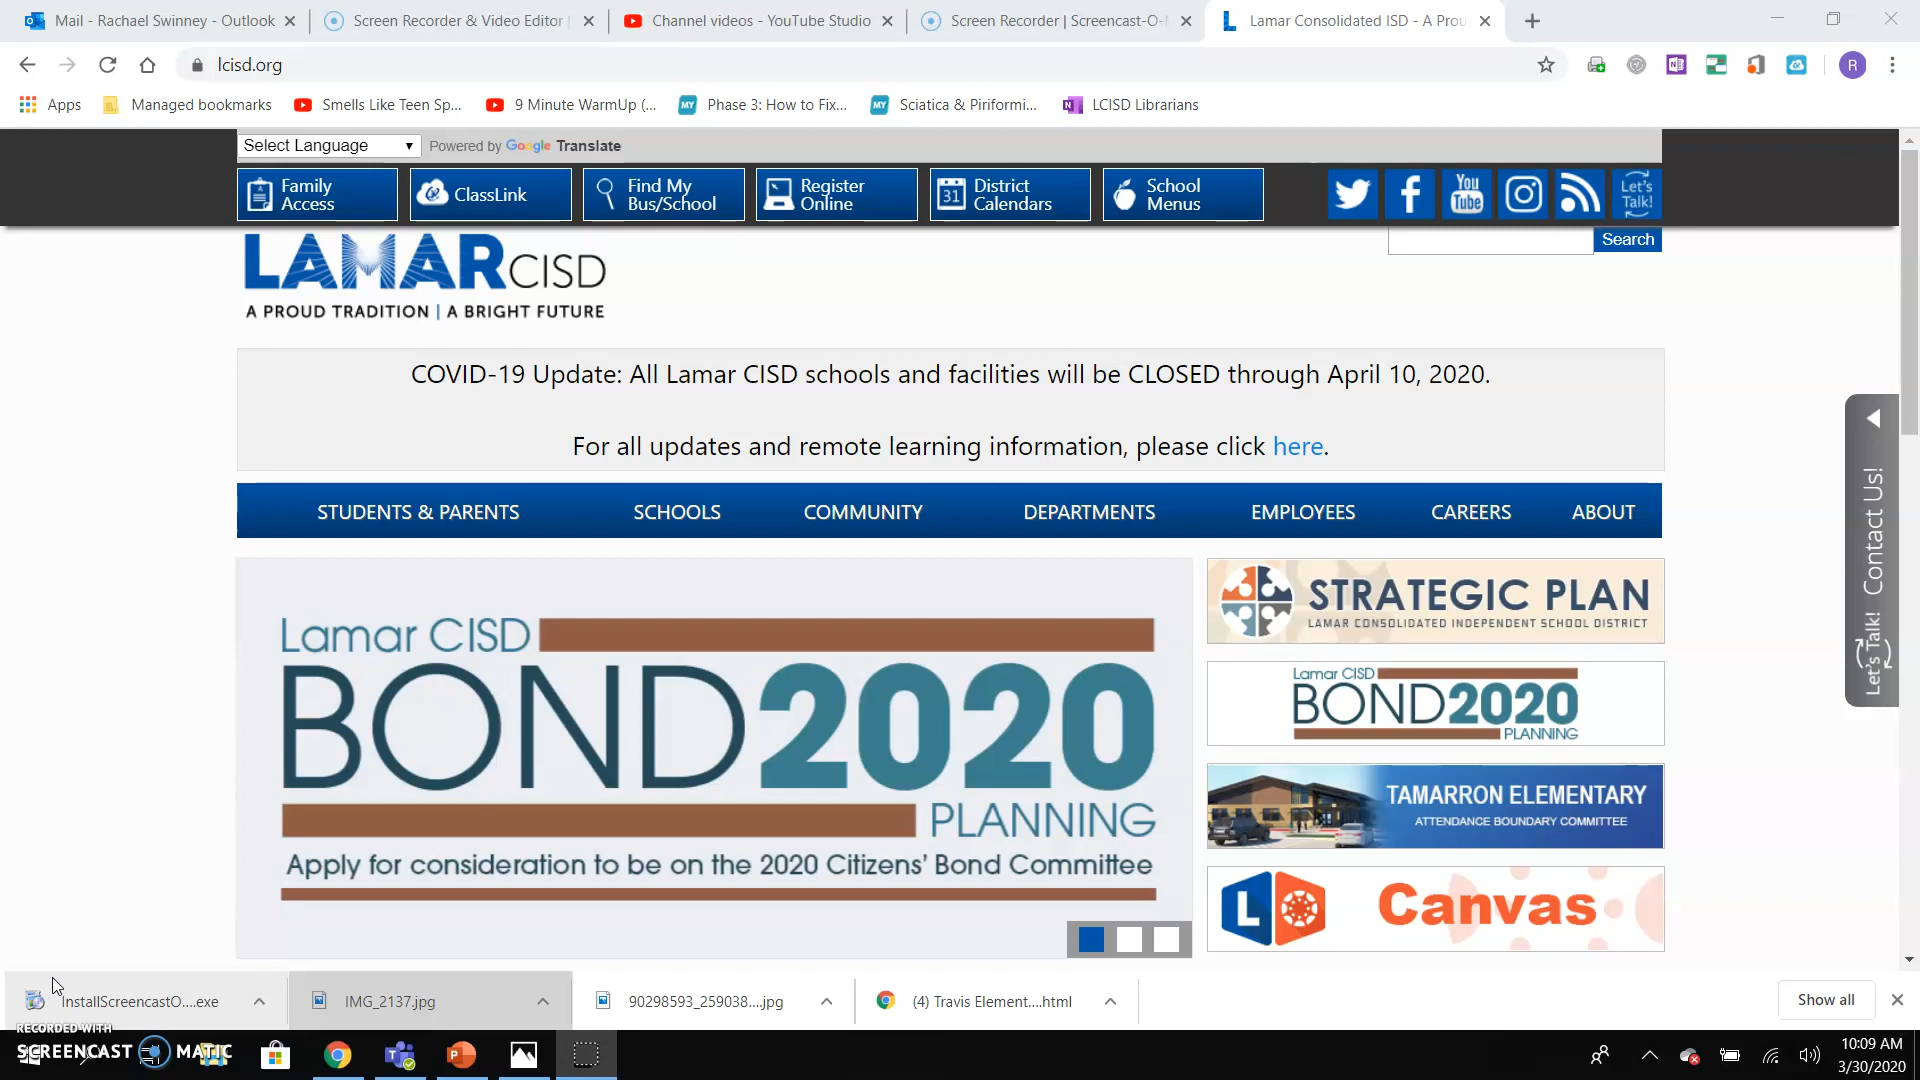 Mail - Rachael Swinney - Outlook
Screen Recorder & Video Editor
Channel videos - YouTube Studio
Screen Recorder | Screencast-O-
Lamar Consolidated ISD - A Prou
lcisd.org
R
Apps
Managed bookmarks
Smells Like Teen Sp...
9 Minute WarmUp (...
Phase 3: How to Fix...
Sciatica & Piriformi...
LCISD Librarians
Select Language
Powered by Google Translate
Family Access
ClassLink
Find My Bus/School
Register Online
31
District Calendars
School Menus
You Tube
Let's Talk!
Search
LAMARCISD
A PROUD TRADITION | A BRIGHT FUTURE
COVID-19 Update: All Lamar CISD schools and facilities will be CLOSED through April 10, 2020.
For all updates and remote learning information, please click here.
STUDENTS & PARENTS
SCHOOLS
COMMUNITY
DEPARTMENTS
EMPLOYEES
CAREERS
ABOUT
Let's Talk! Contact Us!
Lamar CISD
BOND2020
PLANNING
Apply for consideration to be on the 2020 Citizens' Bond Committee
STRATEGIC PLAN
LAMAR CONSOLIDATED INDEPENDENT SCHOOL DISTRICT
Lamar CISD
BOND2020
PLANNING
TAMARRON ELEMENTARY
ATTENDANCE BOUNDARY COMMITTEE
L
Canvas
InstallScreencastO....exe
IMG_2137.jpg
90298593_259038....jpg
(4) Travis Element....html
Show all
RECORDED WITH
SCREENCAST MATIC
10:09 AM
3/30/2020